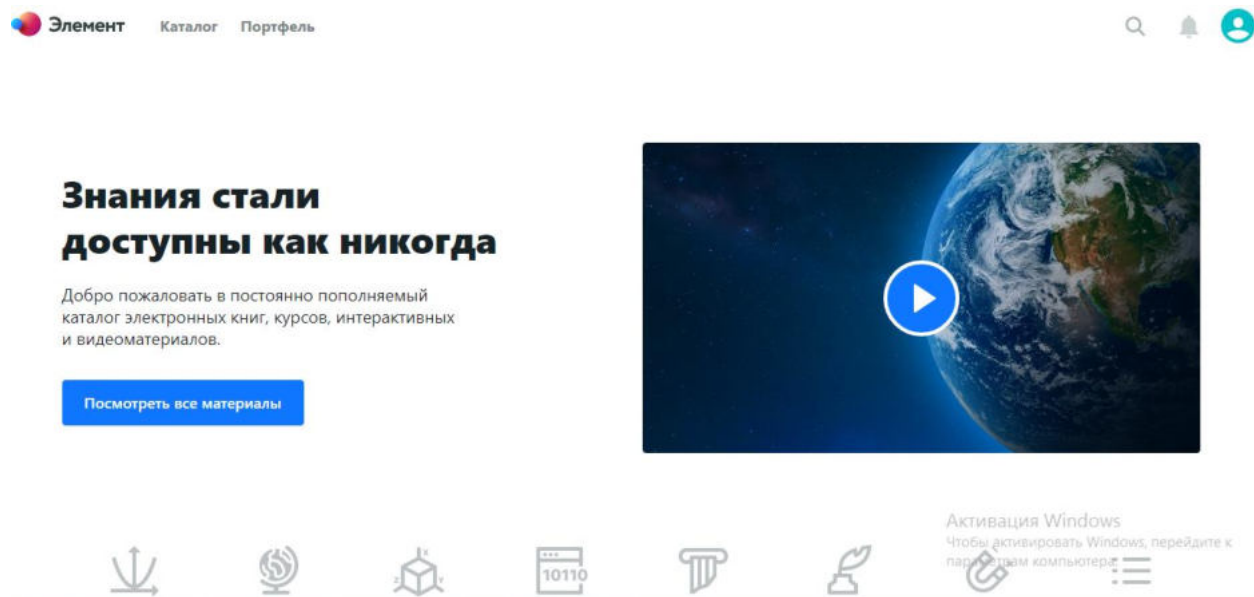 Элемент
Каталог
Портфель
Знания стали
доступны как никогда
Добро пожаловать в постоянно пополняемый
каталог электронных книг, курсов, интерактивных
и видеоматериалов.
Посмотреть все материалы
Активация Windows
Чтобы активировать Windows, перейдите к
параметрам компьютера.
X
Z
Y
10110